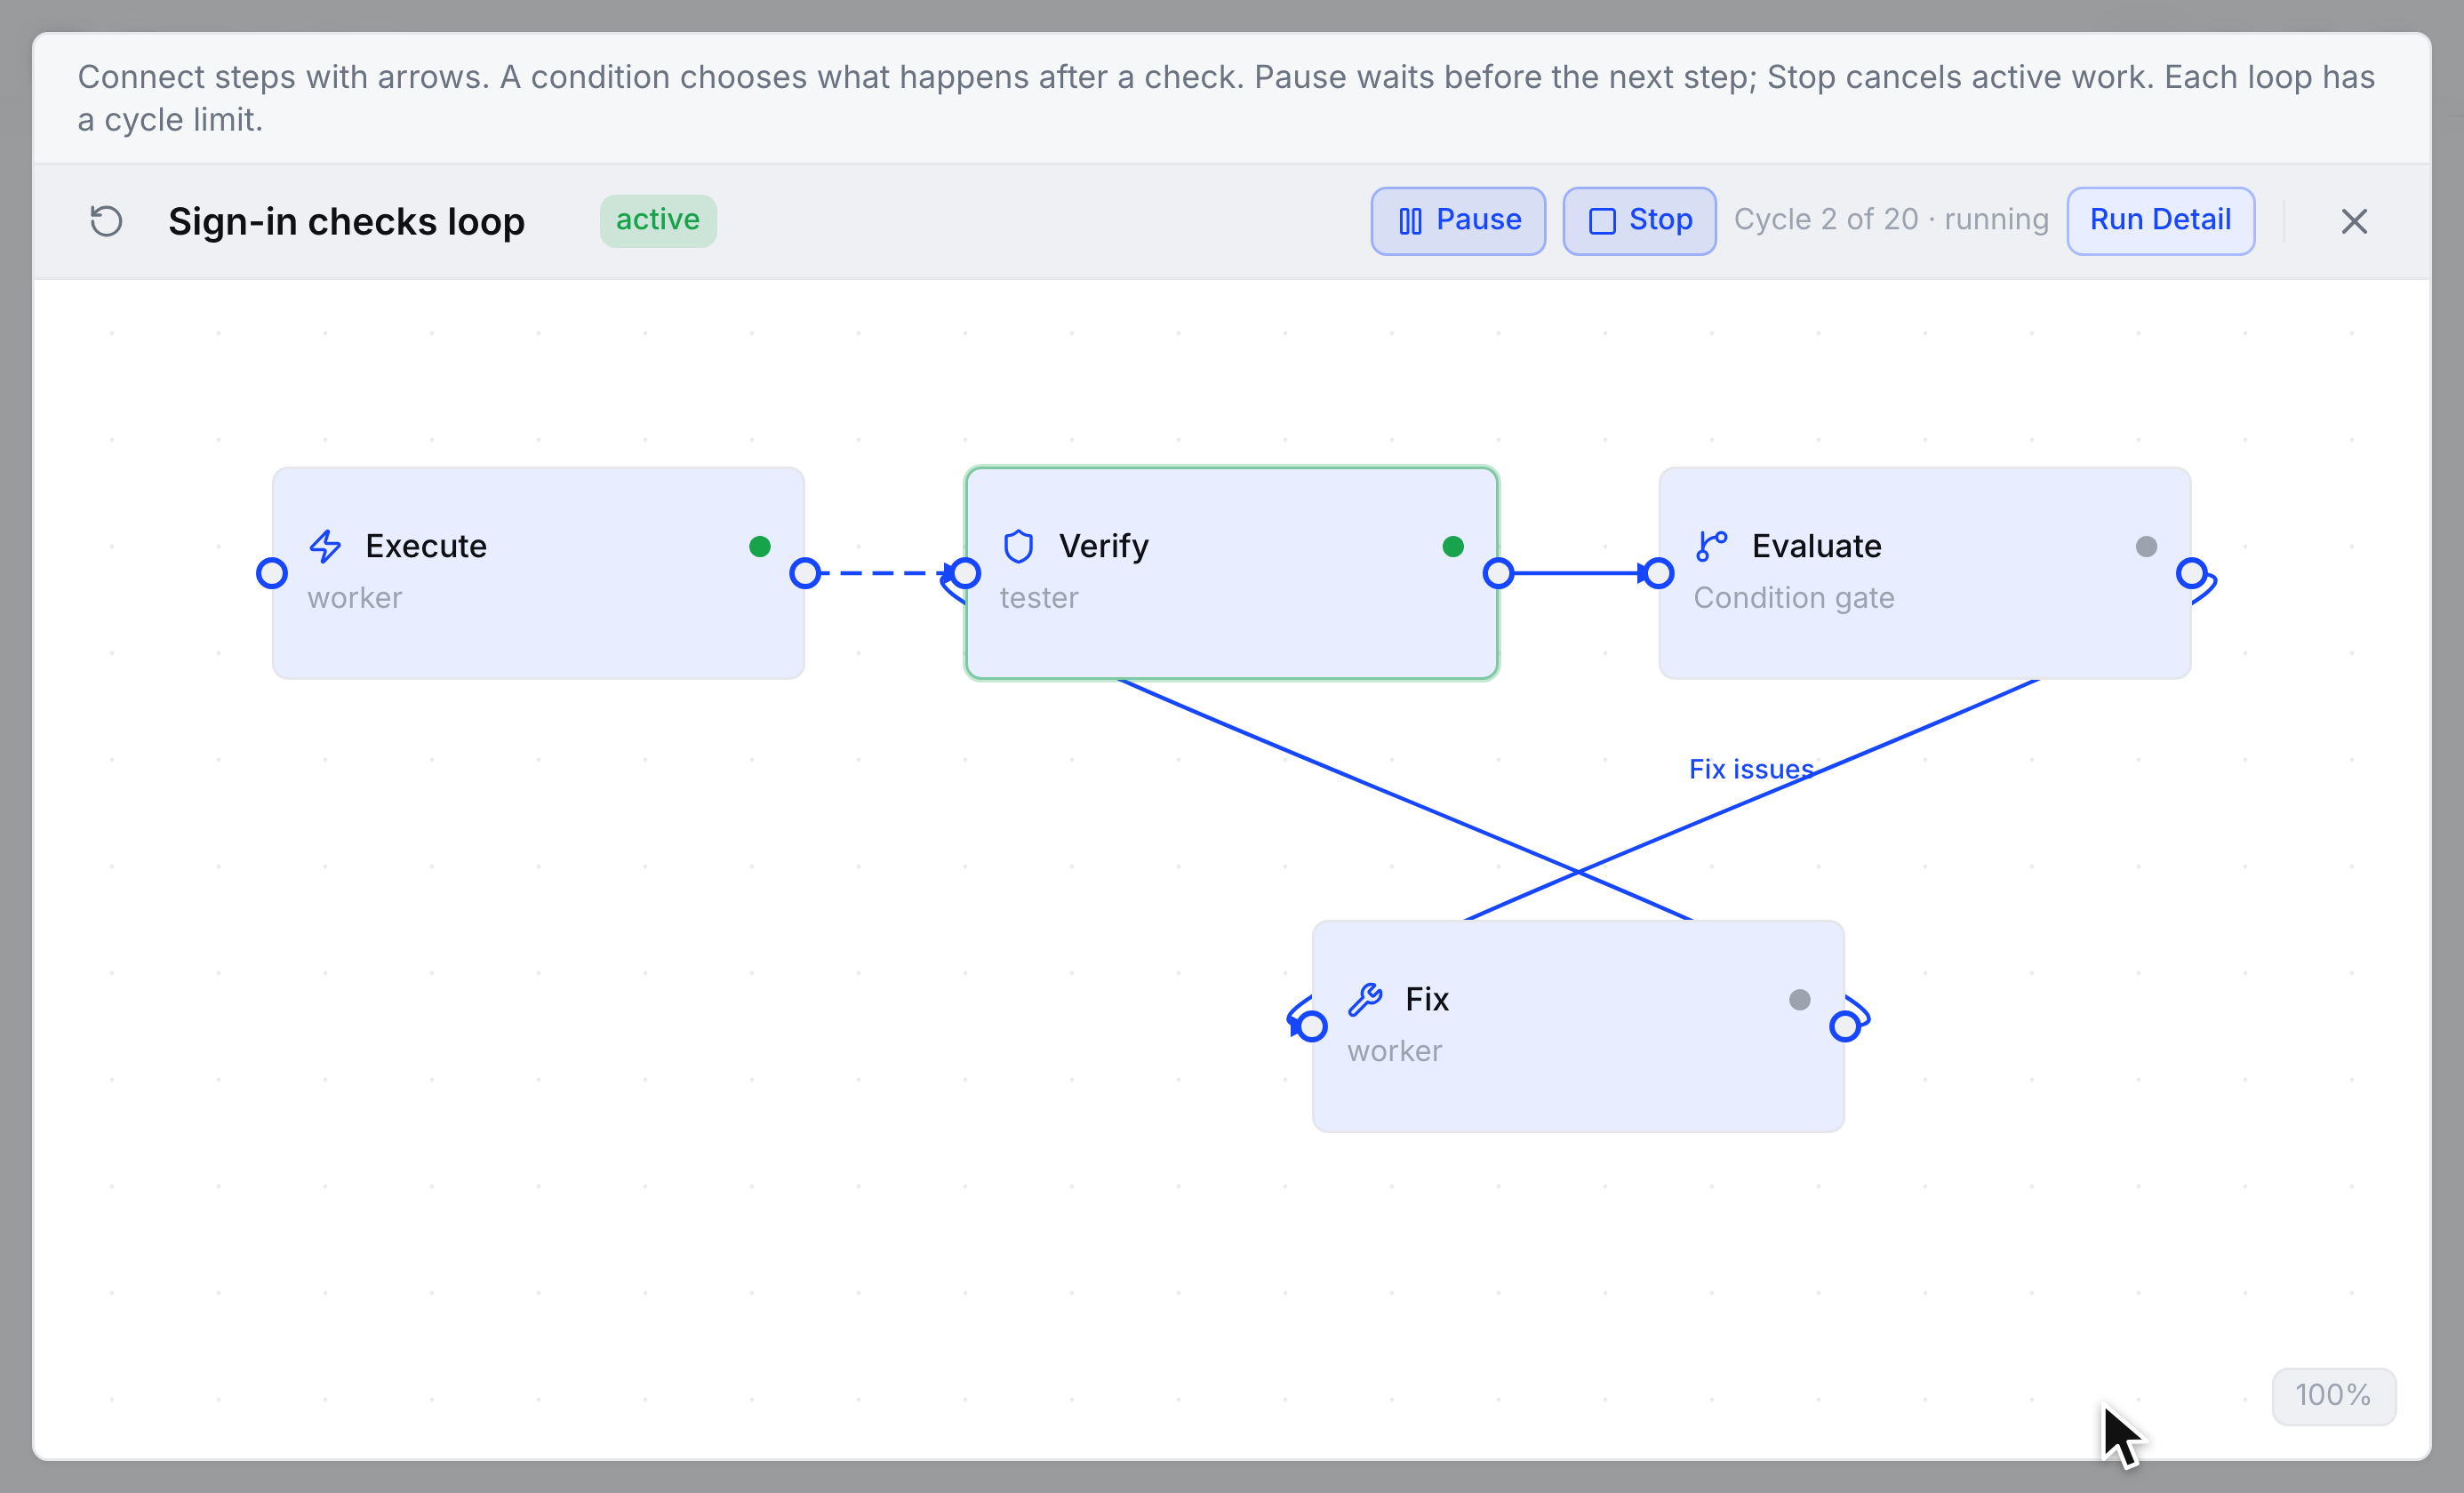 Connect steps with arrows. A condition chooses what happens after a check. Pause waits before the next step; Stop cancels active work. Each loop has
a cycle limit.
Sign-in checks loop
active
Pause
Stop
Cycle 2 of 20 · running
Run Detail
Execute
worker
Verify
tester
Evaluate
Condition gate
Fix issues
Fix
worker
100%